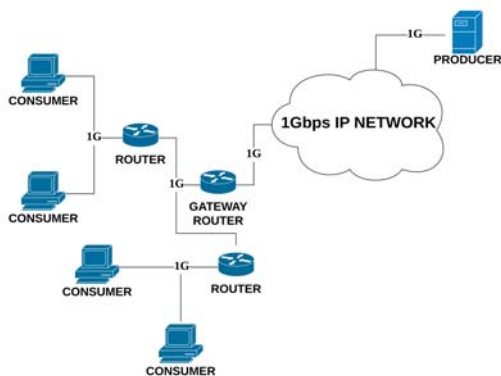 1G
PRODUCER
CONSUMER
1G
ROUTER
1Gbps IP NETWORK
1G
CONSUMER
1G
GATEWAY
ROUTER
1G
CONSUMER
ROUTER
CONSUMER